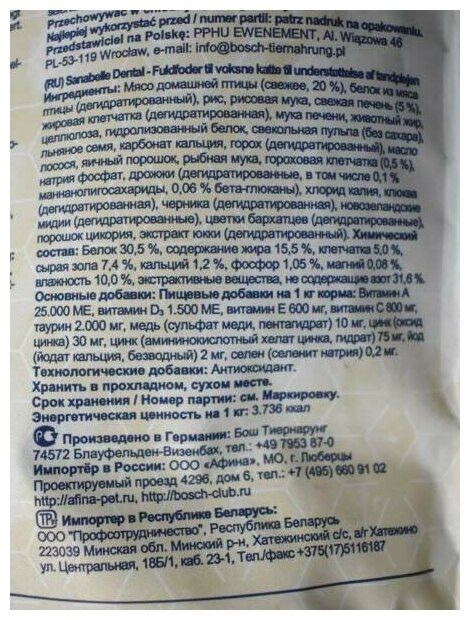 Przechowywać w
Najlepiej wykorzystać przed / numer partii: patrz nadruk na opakowaniu.
Przedstawiciel na Polskę: PPHU EWENEMENT, Al. Wiązowa 46
PL-53-119 Wrocław, e-mail: info@bosch-tiernahrung.pl
(RU) Sanabelle Dental - Fuldfoder til voksne katte til understøttelse af tandplejen
Ингредиенты: Мясо домашней птицы (свежее, 20 %), белок из мяса
птицы (дегидратированный), рис, рисовая мука, свежая печень (5 %),
жировая клетчатка (дегидратированная), мука печени, животный жир,
целлюлоза, гидролизованный белок, свекольная пульпа (без сахара),
льняное семя, карбонат кальция, горох (дегидратированный), масло
лосося, яичный порошок, рыбная мука, гороховая клетчатка (0,5 %),
натрия фосфат, дрожжи (дегидратированные, в том числе 0,1 %
маннанолигосахариды, 0,06 % бета-глюканы), хлорид калия, клюква
(дегидратированная), черника (дегидратированная), новозеландские
мидии (дегидратированные), цветки бархатцев (дегидратированные),
порошок цикория, экстракт юкки (дегидратированный). Химический
состав: Белок 30,5 %, содержание жира 15,5 %, клетчатка 5,0 %,
сырая зола 7,4 %, кальций 1,2 %, фосфор 1,05 %, магний 0,08 %,
влажность 10,0 %, экстрактивные вещества, не содержащие азот 31,6 %.
Основные добавки: Пищевые добавки на 1 кг корма: Витамин А
25.000 МЕ, витамин D₃ 1.500 МЕ, витамин Е 600 мг, витамин С 800 мг,
таурин 2.000 мг, медь (сульфат меди, пентагидрат) 10 мг, цинк (оксид
цинка) 30 мг, цинк (аминокислотный хелат цинка, гидрат) 75 мг, йод
(йодат кальция, безводный) 2 мг, селен (селенит натрия) 0,2 мг.
Технологические добавки: Антиоксидант.
Хранить в прохладном, сухом месте.
Срок хранения / Номер партии: см. Маркировку.
Энергетическая ценность на 1 кг: 3.736 ккал
Произведено в Германии: Бош Тиернарунг
74572 Блауфельден-Визенбах, тел.: +49 7953 87-0
Импортёр в России: ООО «Афина», МО, г. Люберцы
Проектируемый проезд 4296, дом 6, тел.: +7 (495) 660 91 02
http://afina-pet.ru, http://bosch-club.ru
Импортер в Республике Беларусь:
ООО "Профсотрудничество", Республика Беларусь
223039 Минская обл. Минский р-н, Хатежинский с/с, а/г Хатежино
ул. Центральная, 185/1, каб. 23-1, Тел./факс +375(17)5116187